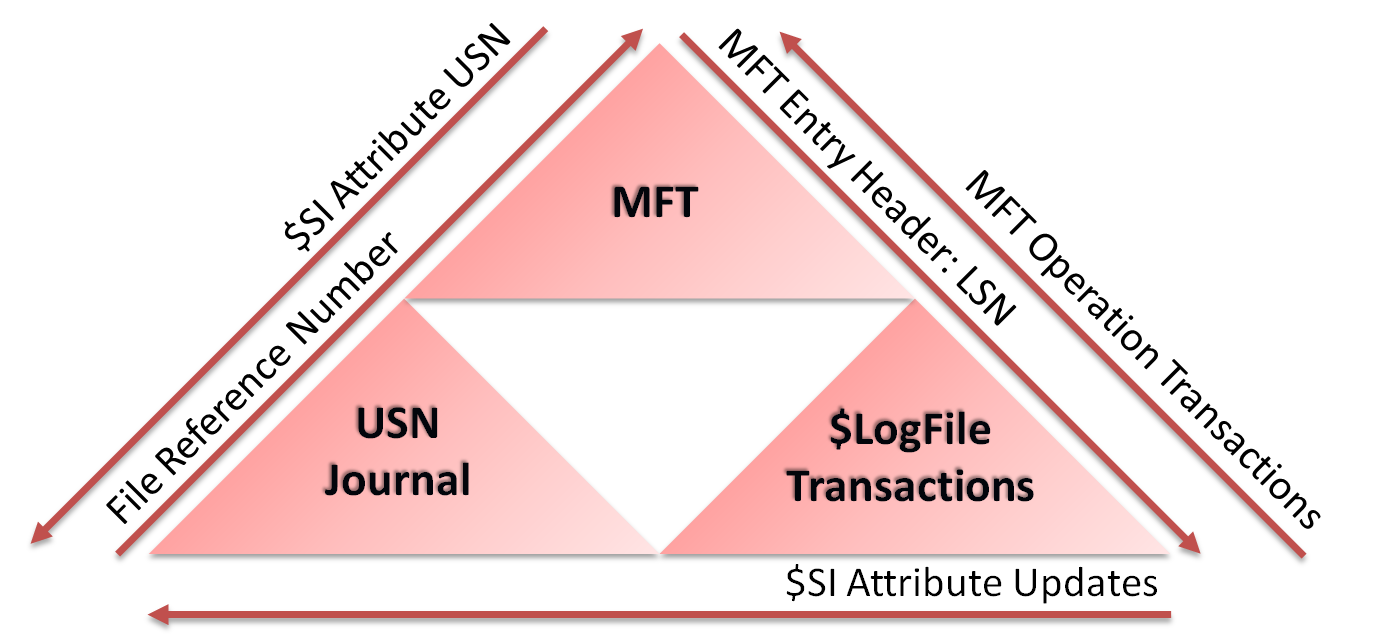 $SI Attribute USN
File Reference Number
MFT Entry Header: LSN
MFT Operation Transactions
MFT
USN
Journal
$LogFile
Transactions
$SI Attribute Updates